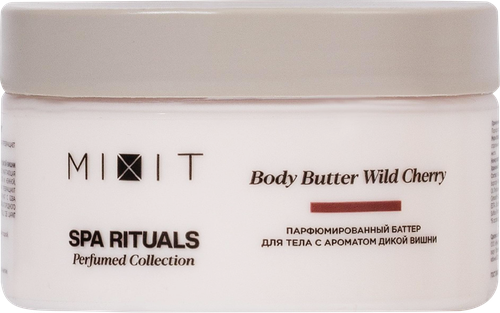 MIXIT
SPA RITUALS
Perfumed Collection
Body Butter Wild Cherry
ПАРФЮМИРОВАННЫЙ БАТТЕР
ДЛЯ ТЕЛА С АРОМАТОМ ДИКОЙ ВИШНИ